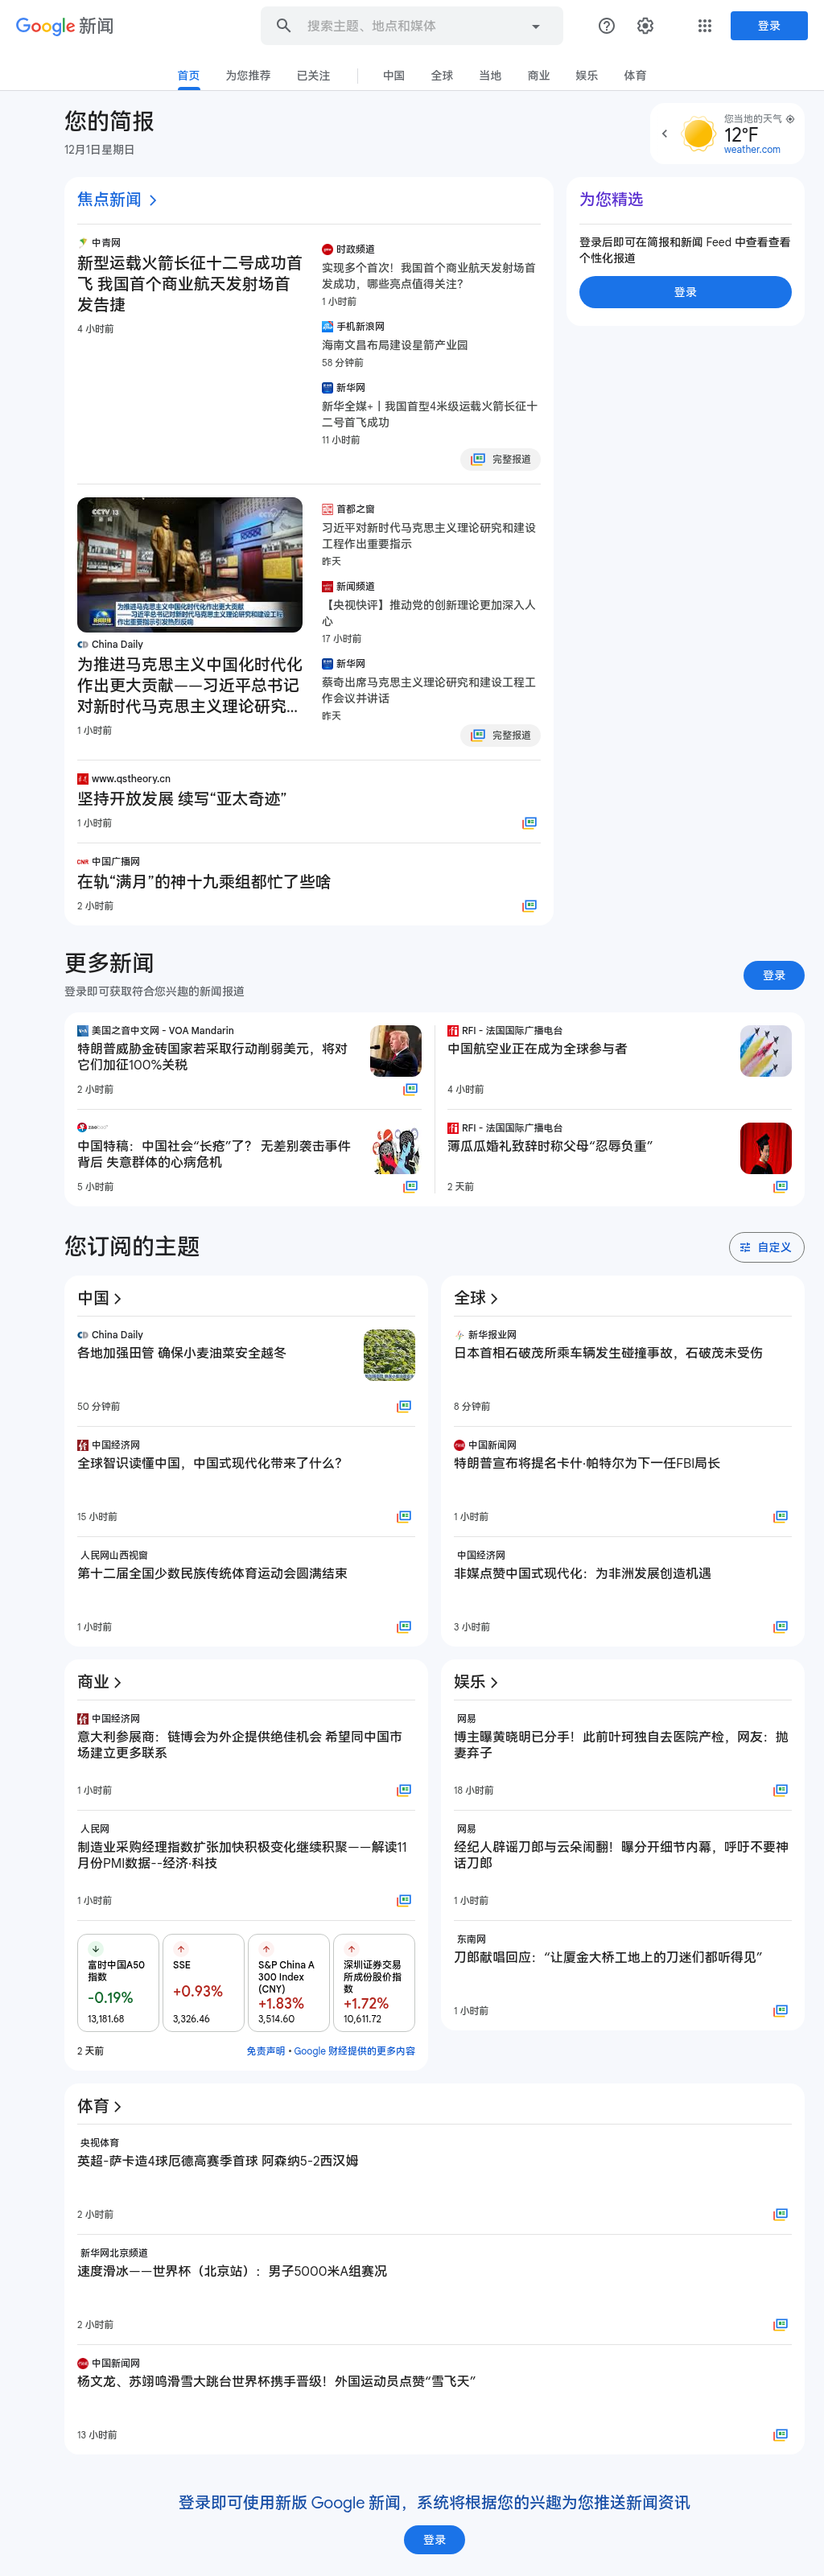 Google 新闻
搜索主题、地点和媒体
登录
首页
为您推荐
已关注
中国
全球
当地
商业
娱乐
体育
您的简报
12月1日星期日
您当地的天气
12°F
weather.com
焦点新闻
中青网
新型运载火箭长征十二号成功首
飞 我国首个商业航天发射场首
发告捷
4 小时前
时政频道
实现多个首次！我国首个商业航天发射场首
发成功，哪些亮点值得关注？
1 小时前
手机新浪网
海南文昌布局建设星箭产业园
58 分钟前
新华网
新华全媒+丨我国首型4米级运载火箭长征十
二号首飞成功
11 小时前
完整报道
为您精选
登录后即可在简报和新闻 Feed 中查看查看
个性化报道
登录
CCTV 13
新闻
为推进马克思主义中国化时代化作出更大贡献
——习近平总书记对新时代马克思主义理论研究和建设工程
作出重要指示引发热烈反响
China Daily
为推进马克思主义中国化时代化
作出更大贡献——习近平总书记
对新时代马克思主义理论研究...
1 小时前
首都之窗
习近平对新时代马克思主义理论研究和建设
工程作出重要指示
昨天
新闻频道
【央视快评】推动党的创新理论更加深入人
心
17 小时前
新华网
蔡奇出席马克思主义理论研究和建设工程工
作会议并讲话
昨天
完整报道
www.qstheory.cn
坚持开放发展 续写“亚太奇迹”
1 小时前
CNR 中国广播网
在轨“满月”的神十九乘组都忙了些啥
2 小时前
更多新闻
登录即可获取符合您兴趣的新闻报道
登录
美国之音中文网 - VOA Mandarin
特朗普威胁金砖国家若采取行动削弱美元，将对
它们加征100%关税
2 小时前
RFI - 法国国际广播电台
中国航空业正在成为全球参与者
4 小时前
中国特稿：中国社会“长疮”了？ 无差别袭击事件
背后 失意群体的心病危机
5 小时前
RFI - 法国国际广播电台
薄瓜瓜婚礼致辞时称父母“忍辱负重”
2 天前
您订阅的主题
自定义
中国
China Daily
各地加强田管 确保小麦油菜安全越冬
50 分钟前
中国经济网
全球智识读懂中国，中国式现代化带来了什么？
15 小时前
人民网山西视窗
第十二届全国少数民族传统体育运动会圆满结束
1 小时前
全球
新华报业网
日本首相石破茂所乘车辆发生碰撞事故，石破茂未受伤
8 分钟前
中国新闻网
特朗普宣布将提名卡什·帕特尔为下一任FBI局长
1 小时前
中国经济网
非媒点赞中国式现代化：为非洲发展创造机遇
3 小时前
商业
中国经济网
意大利参展商：链博会为外企提供绝佳机会 希望同中国市
场建立更多联系
1 小时前
人民网
制造业采购经理指数扩张加快积极变化继续积聚——解读11
月份PMI数据--经济·科技
1 小时前
富时中国A50
指数
-0.19%
13,181.68
SSE
+0.93%
3,326.46
S&P China A
300 Index
(CNY)
+1.83%
3,514.60
深圳证券交易
所成份股价指
数
+1.72%
10,611.72
2 天前
免责声明 • Google 财经提供的更多内容
娱乐
网易
博主曝黄晓明已分手！此前叶珂独自去医院产检，网友：抛
妻弃子
18 小时前
网易
经纪人辟谣刀郎与云朵闹翻！曝分开细节内幕，呼吁不要神
话刀郎
1 小时前
东南网
刀郎献唱回应：“让厦金大桥工地上的刀迷们都听得见”
1 小时前
体育
央视体育
英超-萨卡造4球厄德高赛季首球 阿森纳5-2西汉姆
2 小时前
新华网北京频道
速度滑冰——世界杯（北京站）：男子5000米A组赛况
2 小时前
中国新闻网
杨文龙、苏翊鸣滑雪大跳台世界杯携手晋级！外国运动员点赞“雪飞天”
13 小时前
登录即可使用新版 Google 新闻，系统将根据您的兴趣为您推送新闻资讯
登录